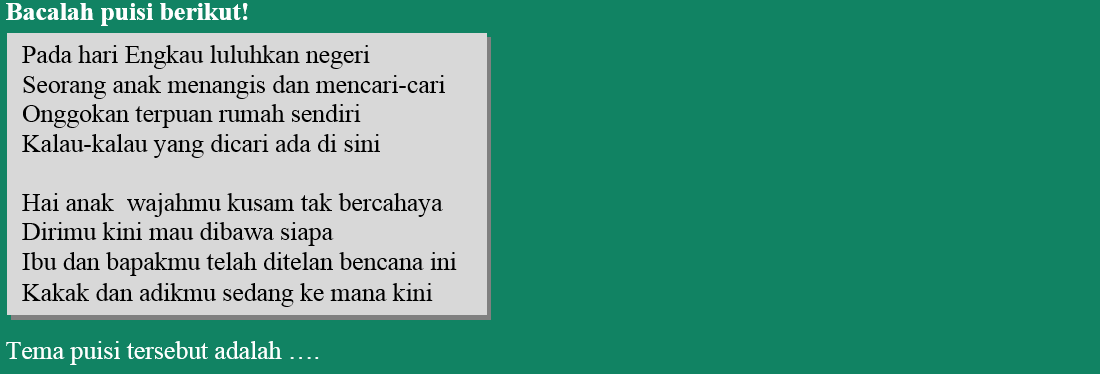 Bacalah puisi berikut!
Pada hari Engkau luluhkan negeri
Seorang anak menangis dan mencari-cari
Onggokan terpuan rumah sendiri
Kalau-kalau yang dicari ada di sini
Hai anak  wajahmu kusam tak bercahaya
Dirimu kini mau dibawa siapa
Ibu dan bapakmu telah ditelan bencana ini
Kakak dan adikmu sedang ke mana kini
Tema puisi tersebut adalah ….